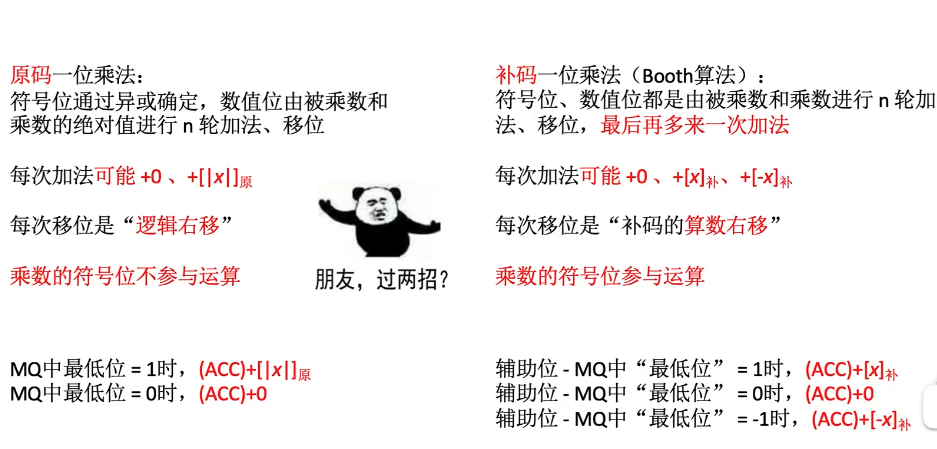 原码一位乘法：
符号位通过异或确定，数值位由被乘数和
乘数的绝对值进行 n 轮加法、移位
每次加法可能 +0 、+[|x|]原
每次移位是“逻辑右移”
乘数的符号位不参与运算
MQ中最低位 = 1时，(ACC)+[|x|]原
MQ中最低位 = 0时，(ACC)+0
朋友，过两招？
补码一位乘法（Booth算法）：
符号位、数值位都是由被乘数和乘数进行 n 轮加
法、移位，最后再多来一次加法
每次加法可能 +0 、+[x]补、+[-x]补
每次移位是“补码的算数右移”
乘数的符号位参与运算
辅助位 - MQ中“最低位” = 1时，(ACC)+[x]补
辅助位 - MQ中“最低位” = 0时，(ACC)+0
辅助位 - MQ中“最低位” = -1时，(ACC)+[-x]补